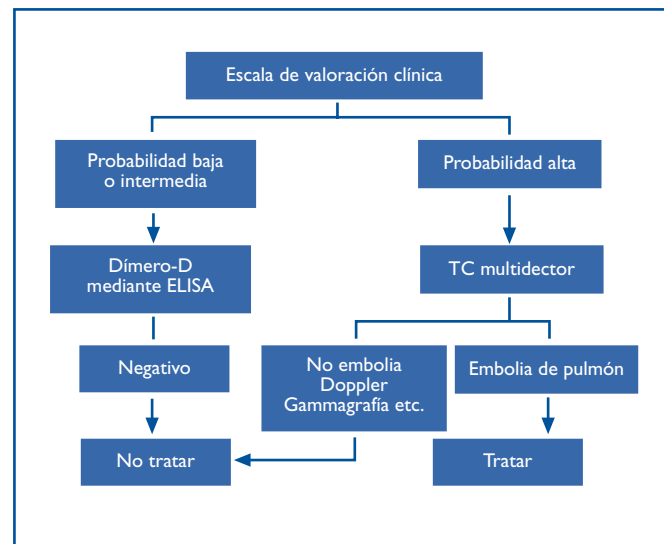 Escala de valoración clínica
Probabilidad baja
o intermedia
Probabilidad alta
Dímero-D
mediante ELISA
TC multidector
Negativo
No embolia
Doppler
Gammagrafía etc.
Embolia de pulmón
No tratar
Tratar